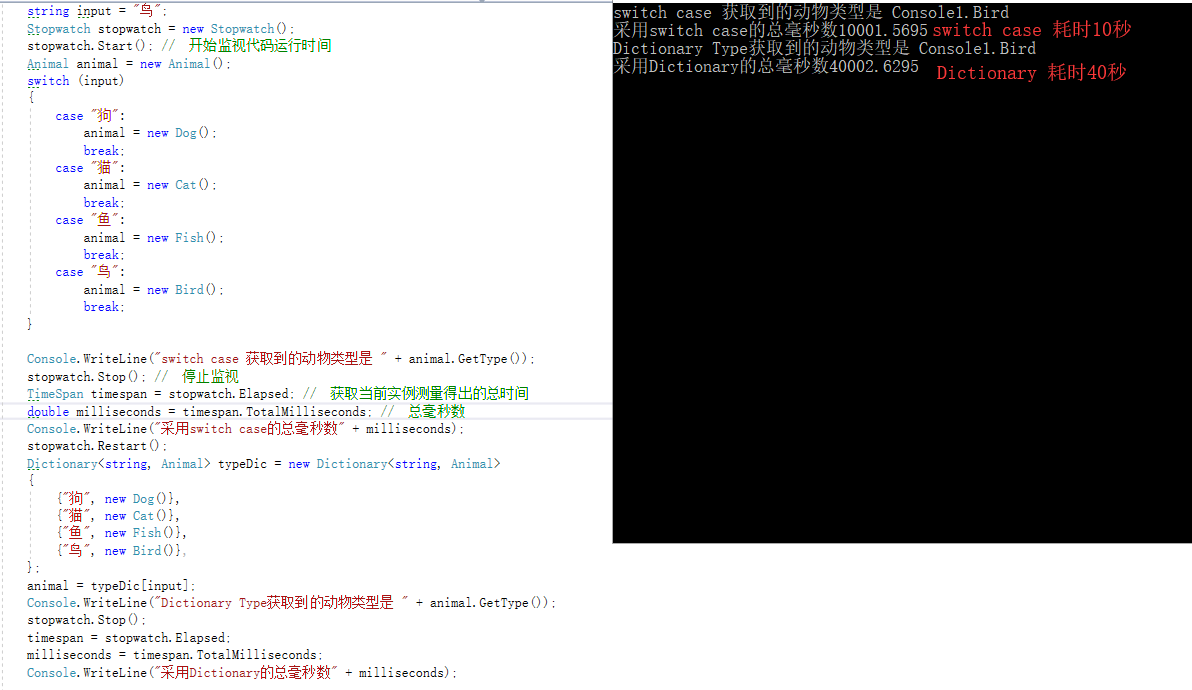 string input = "鸟";
Stopwatch stopwatch = new Stopwatch();
stopwatch.Start(); // 开始监视代码运行时间
Animal animal = new Animal();
switch (input)
{
case "狗":
animal = new Dog();
break;
case "猫":
animal = new Cat();
break;
case "鱼":
animal = new Fish();
break;
case "鸟":
animal = new Bird();
break;
}
Console.WriteLine("switch case 获取到的动物类型是 " + animal.GetType());
stopwatch.Stop(); // 停止监视
TimeSpan timespan = stopwatch.Elapsed; // 获取当前实例测量得出的总时间
double milliseconds = timespan.TotalMilliseconds; // 总毫秒数
Console.WriteLine("采用switch case的总毫秒数" + milliseconds);
stopwatch.Restart();
Dictionary<string, Animal> typeDic = new Dictionary<string, Animal>
{
{"狗", new Dog()},
{"猫", new Cat()},
{"鱼", new Fish()},
{"鸟", new Bird()},
};
animal = typeDic[input];
Console.WriteLine("Dictionary Type获取到的动物类型是 " + animal.GetType());
stopwatch.Stop();
timespan = stopwatch.Elapsed;
milliseconds = timespan.TotalMilliseconds;
Console.WriteLine("采用Dictionary的总毫秒数" + milliseconds);
switch case 获取到的动物类型是 Console1.Bird
采用switch case的总毫秒数10001.5695 switch case 耗时10秒
Dictionary Type获取到的动物类型是 Console1.Bird
采用Dictionary的总毫秒数40002.6295 Dictionary 耗时40秒